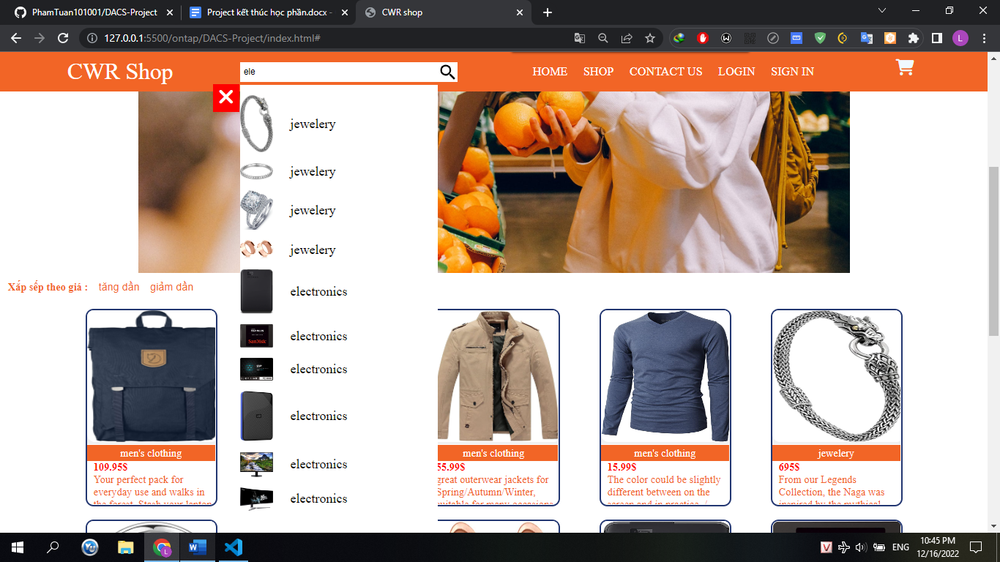 PhamTuan101001/DACS-Project
Project kết thúc học phần.docx -
CWR shop
127.0.0.1:5500/ontap/DACS-Project/index.html#
L
CWR Shop
ele
HOME
SHOP
CONTACT US
LOGIN
SIGN IN
jewelery
jewelery
jewelery
jewelery
electronics
electronics
SanDisk
electronics
electronics
electronics
electronics
Xắp sếp theo giá :
tăng dần
giảm dần
men's clothing
109.95$
Your perfect pack for
everyday use and walks in
the forest. Stash your laptop
men's clothing
55.99$
great outerwear jackets for
Spring/Autumn/Winter,
suitable for many occasions
men's clothing
15.99$
The color could be slightly
different between on the
screen and in practice. /
jewelery
695$
From our Legends
Collection, the Naga was
inspired by the mythical
ENG
10:45 PM
12/16/2022